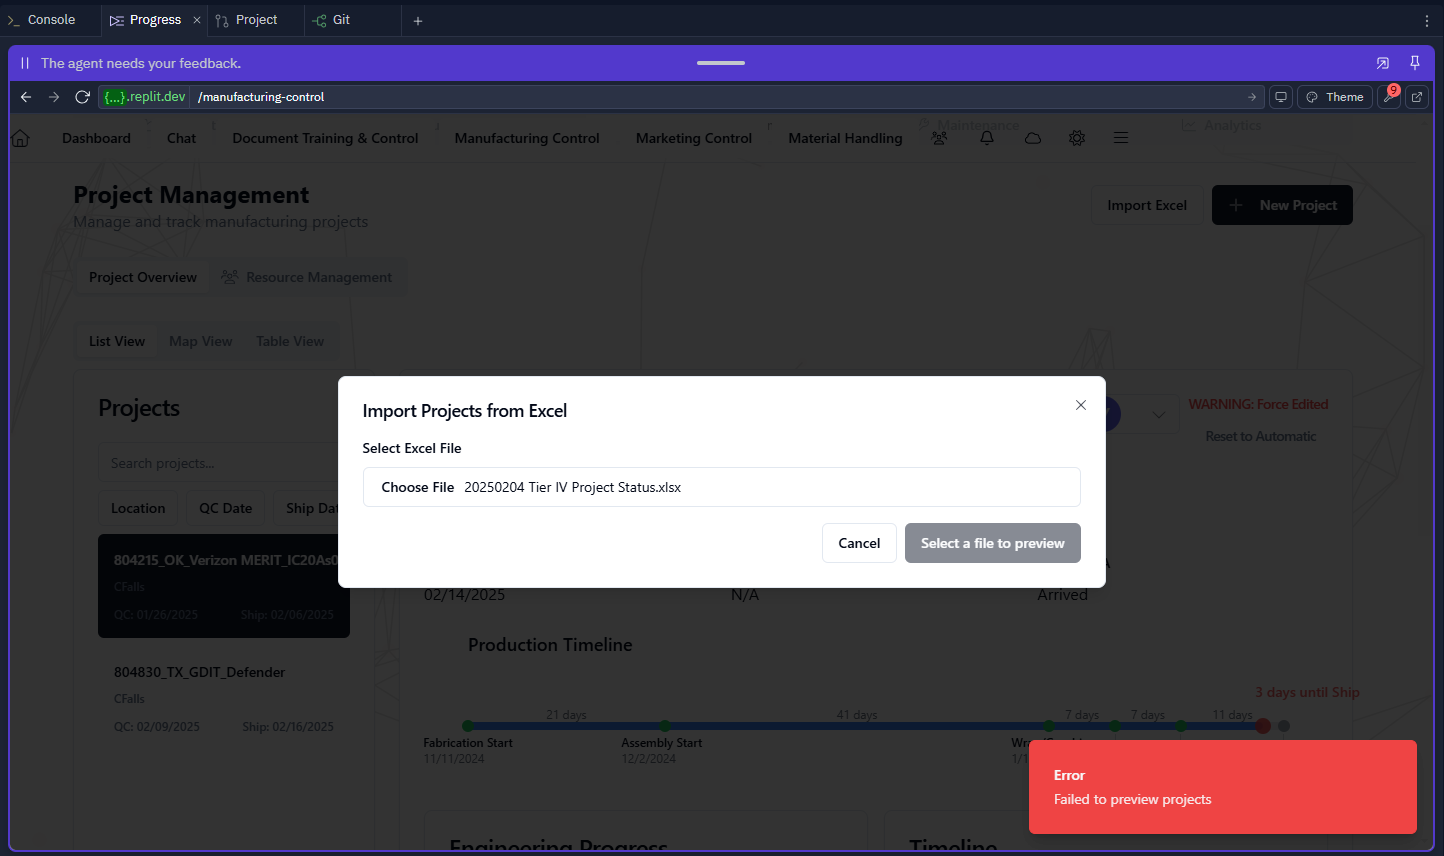 Console
Progress
Project
Git
The agent needs your feedback.
{...}.replit.dev
/manufacturing-control
Theme
9
Maintenance
Analytics
Dashboard
Chat
Document Training & Control
Manufacturing Control
Marketing Control
Material Handling
Project Management
Manage and track manufacturing projects
Import Excel
New Project
Project Overview
Resource Management
List View
Map View
Table View
Projects
Search projects...
Location
QC Date
Ship Dat
804215_OK_Verizon MERIT_IC20As0
CFalls
QC: 01/26/2025
Ship: 02/06/2025
804830_TX_GDIT_Defender
CFalls
QC: 02/09/2025
Ship: 02/16/2025
WARNING: Force Edited
Reset to Automatic
Import Projects from Excel
Select Excel File
Choose File 20250204 Tier IV Project Status.xlsx
Cancel
Select a file to preview
02/14/2025
N/A
Arrived
Production Timeline
3 days until Ship
21 days
41 days
7 days
7 days
11 days
Fabrication Start
11/11/2024
Assembly Start
12/2/2024
Error
Failed to preview projects
Engineering Progress
Timeline